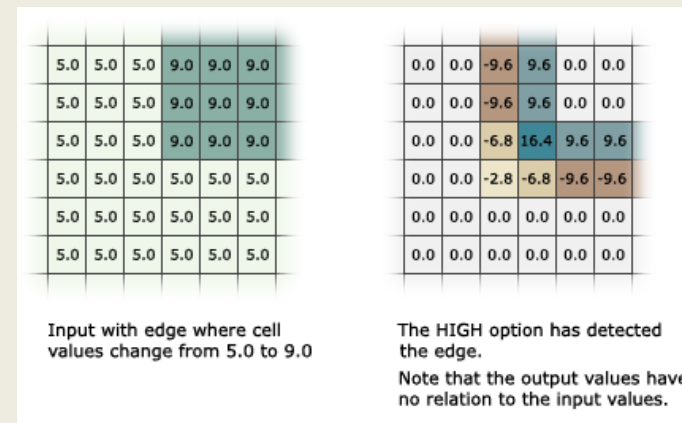 5.0 5.0 5.0 9.0 9.0 9.0
5.0 5.0 5.0 9.0 9.0 9.0
5.0 5.0 5.0 9.0 9.0 9.0
5.0 5.0 5.0 5.0 5.0 5.0
5.0 5.0 5.0 5.0 5.0 5.0
5.0 5.0 5.0 5.0 5.0 5.0
Input with edge where cell
values change from 5.0 to 9.0
0.0 0.0 -9.6 9.6 0.0 0.0
0.0 0.0 -9.6 9.6 0.0 0.0
0.0 0.0 -6.8 16.4 9.6 9.6
0.0 0.0 -2.8 -6.8 -9.6 -9.6
0.0 0.0 0.0 0.0 0.0 0.0
0.0 0.0 0.0 0.0 0.0 0.0
The HIGH option has detected
the edge.
Note that the output values have
no relation to the input values.